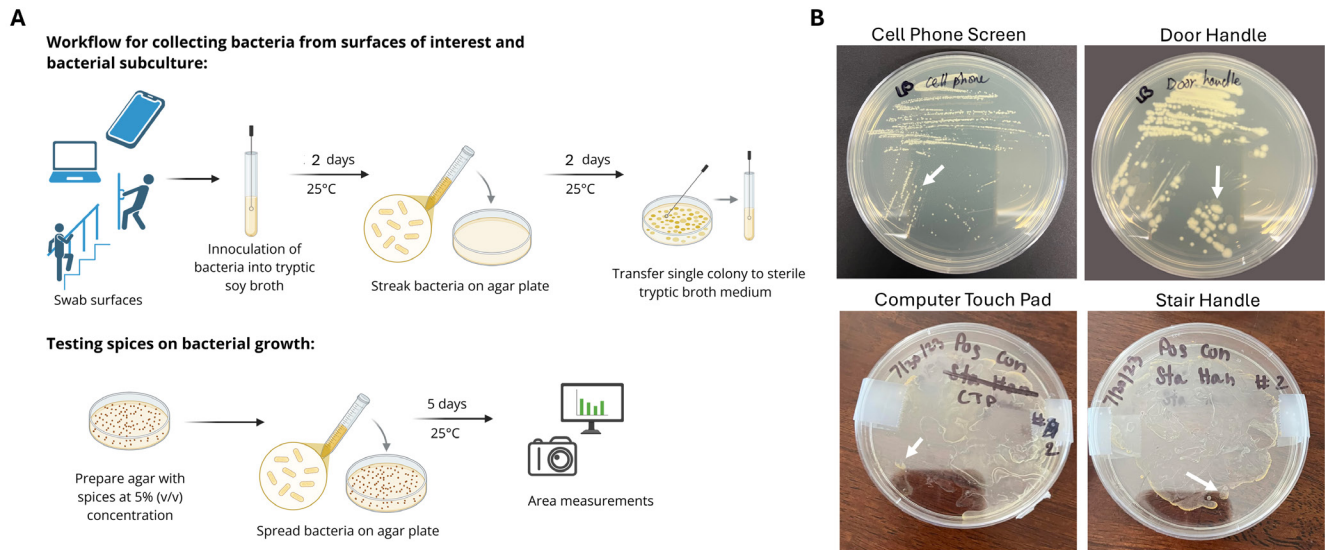 A
Workflow for collecting bacteria from surfaces of interest and
bacterial subculture:
2 days
25°C
2 days
25°C
Swab surfaces
Innoculation of
bacteria into tryptic
soy broth
Streak bacteria on agar plate
Transfer single colony to sterile
tryptic broth medium
Testing spices on bacterial growth:
5 days
25°C
Prepare agar with
spices at 5% (v/v)
concentration
Spread bacteria on agar plate
Area measurements
B
Cell Phone Screen
LB cell phone
Door Handle
LB Door handle
Computer Touch Pad
7/30/23 Pos Con
Sta Han
CTP
#
2
Stair Handle
7/30/23 Pos Con
Sta Han #2